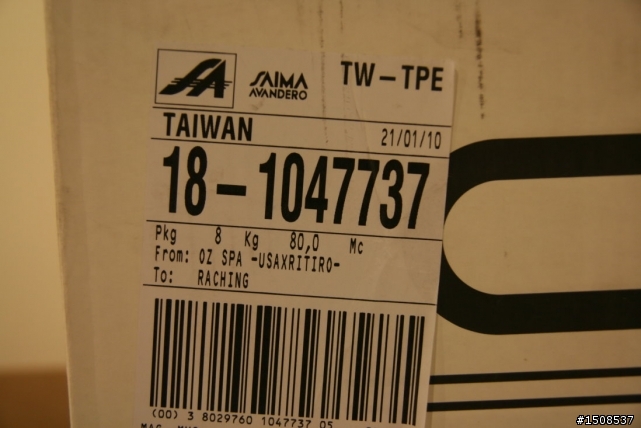 SA SAIMA AVANDERO TW-TPE
TAIWAN 21/01/10
18-1047737
Pkg 8 Kg 80,0 Mc
From: OZ SPA -USAXRITIRO-
To: RACHING
(00) 3 8029760 1047737 05
#1508537